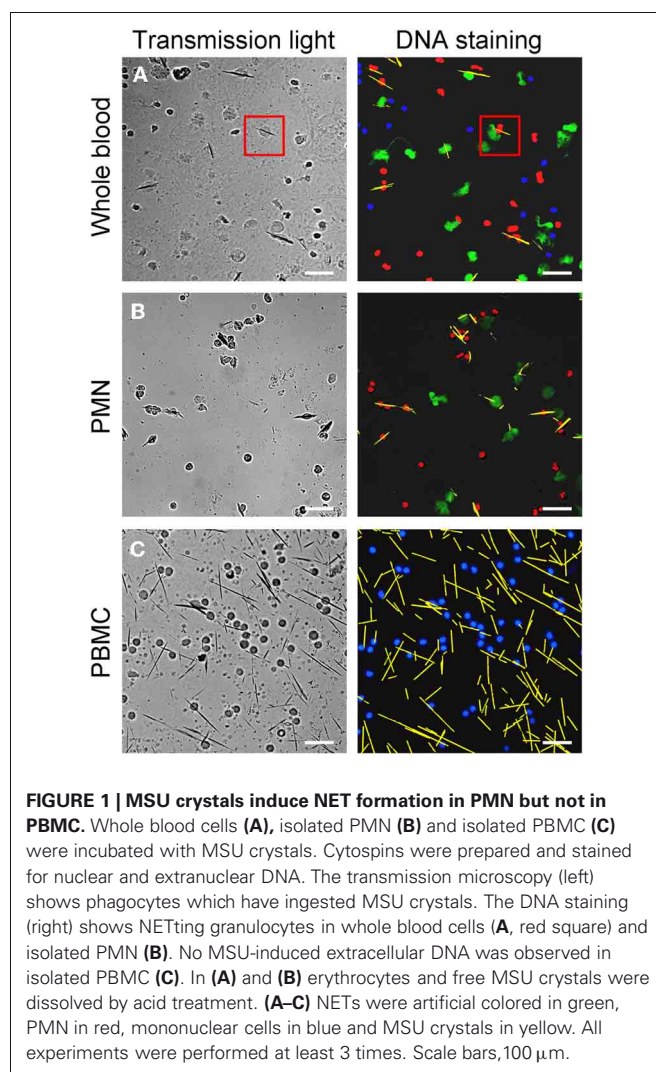 Transmission light
DNA staining
Whole blood
A
PMN
B
PBMC
C
FIGURE 1 | MSU crystals induce NET formation in PMN but not in
PBMC. Whole blood cells (A), isolated PMN (B) and isolated PBMC (C)
were incubated with MSU crystals. Cytospins were prepared and stained
for nuclear and extranuclear DNA. The transmission microscopy (left)
shows phagocytes which have ingested MSU crystals. The DNA staining
(right) shows NETting granulocytes in whole blood cells (A, red square) and
isolated PMN (B). No MSU-induced extracellular DNA was observed in
isolated PBMC (C). In (A) and (B) erythrocytes and free MSU crystals were
dissolved by acid treatment. (A–C) NETs were artificial colored in green,
PMN in red, mononuclear cells in blue and MSU crystals in yellow. All
experiments were performed at least 3 times. Scale bars,100 μm.